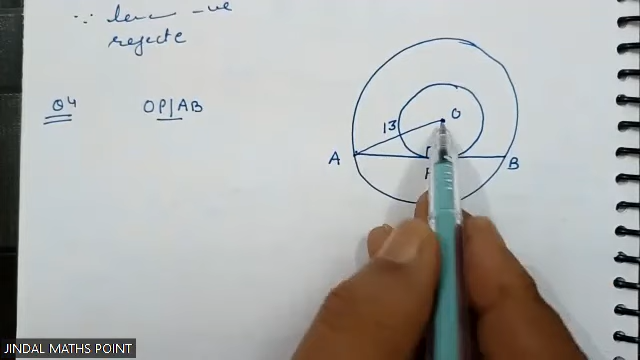 ∵ len -ve
rejecte
Q4 OP⊥AB
O
13
A
B
P
JINDAL MATHS POINT